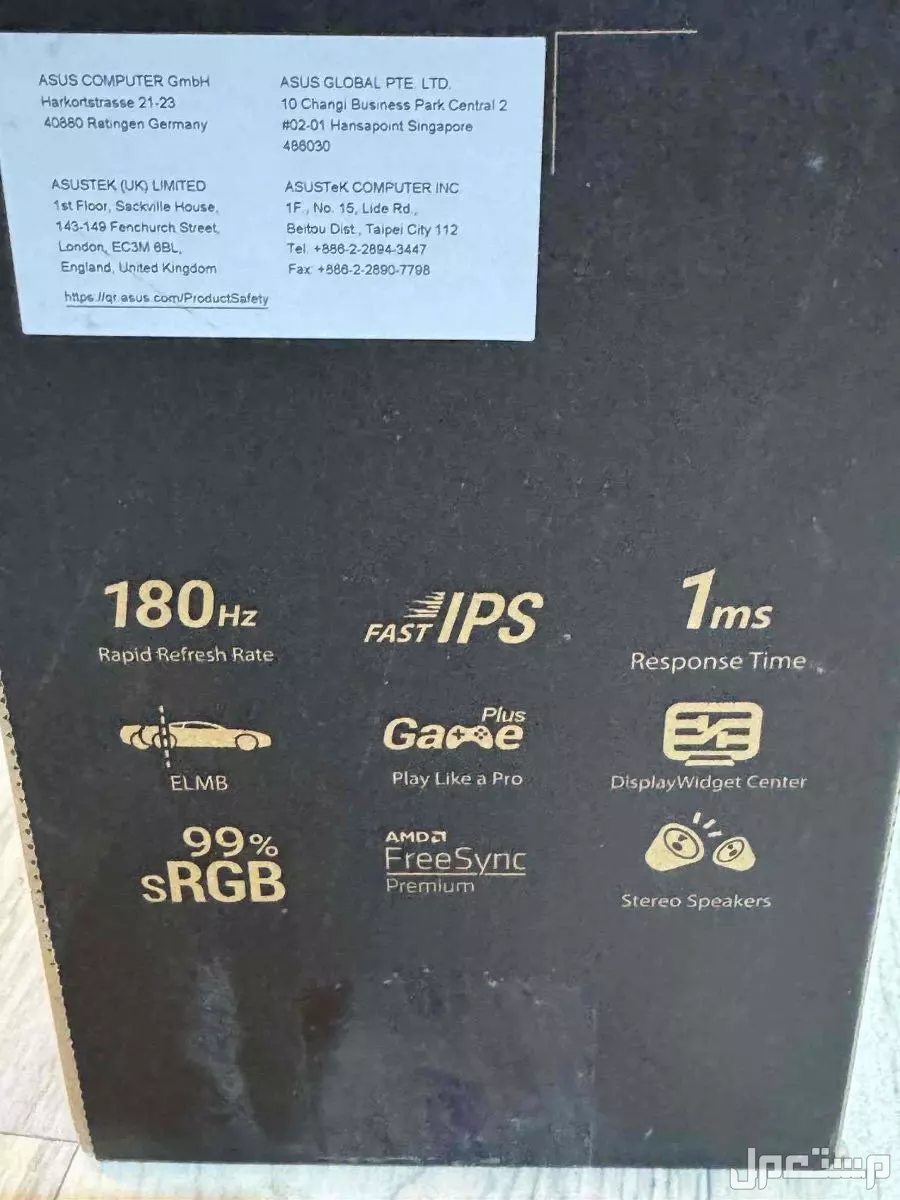 ASUS COMPUTER GmbH
Harkortstrasse 21-23
40880 Ratingen Germany
ASUS GLOBAL PTE. LTD.
10 Changi Business Park Central 2
#02-01 Hansapoint Singapore
486030
ASUSTEK (UK) LIMITED
1st Floor, Sackville House,
143-149 Fenchurch Street,
London, EC3M 6BL,
England, United Kingdom
ASUSTeK COMPUTER INC.
1F., No. 15, Lide Rd.,
Beitou Dist., Taipei City 112
Tel: +886-2-2894-3447
Fax: +886-2-2890-7798
https://qr.asus.com/ProductSafety
180Hz
Rapid Refresh Rate
FAST IPS
1ms
Response Time
ELMB
GamePlus
Play Like a Pro
DisplayWidget Center
99%
sRGB
AMD
FreeSync
Premium
Stereo Speakers
مستعمل